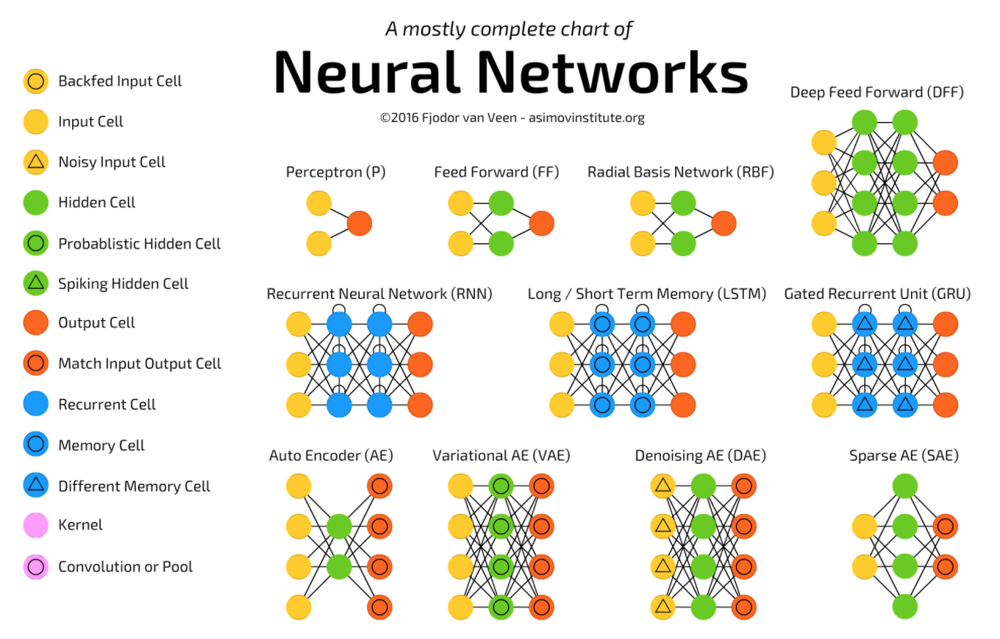 A mostly complete chart of
Neural Networks
©2016 Fjodor van Veen - asimovinstitute.org
Backfed Input Cell
Input Cell
Noisy Input Cell
Hidden Cell
Probablistic Hidden Cell
Spiking Hidden Cell
Output Cell
Match Input Output Cell
Recurrent Cell
Memory Cell
Different Memory Cell
Kernel
Convolution or Pool
Deep Feed Forward (DFF)
Perceptron (P)
Feed Forward (FF)
Radial Basis Network (RBF)
Recurrent Neural Network (RNN)
Long / Short Term Memory (LSTM)
Gated Recurrent Unit (GRU)
Auto Encoder (AE)
Variational AE (VAE)
Denoising AE (DAE)
Sparse AE (SAE)